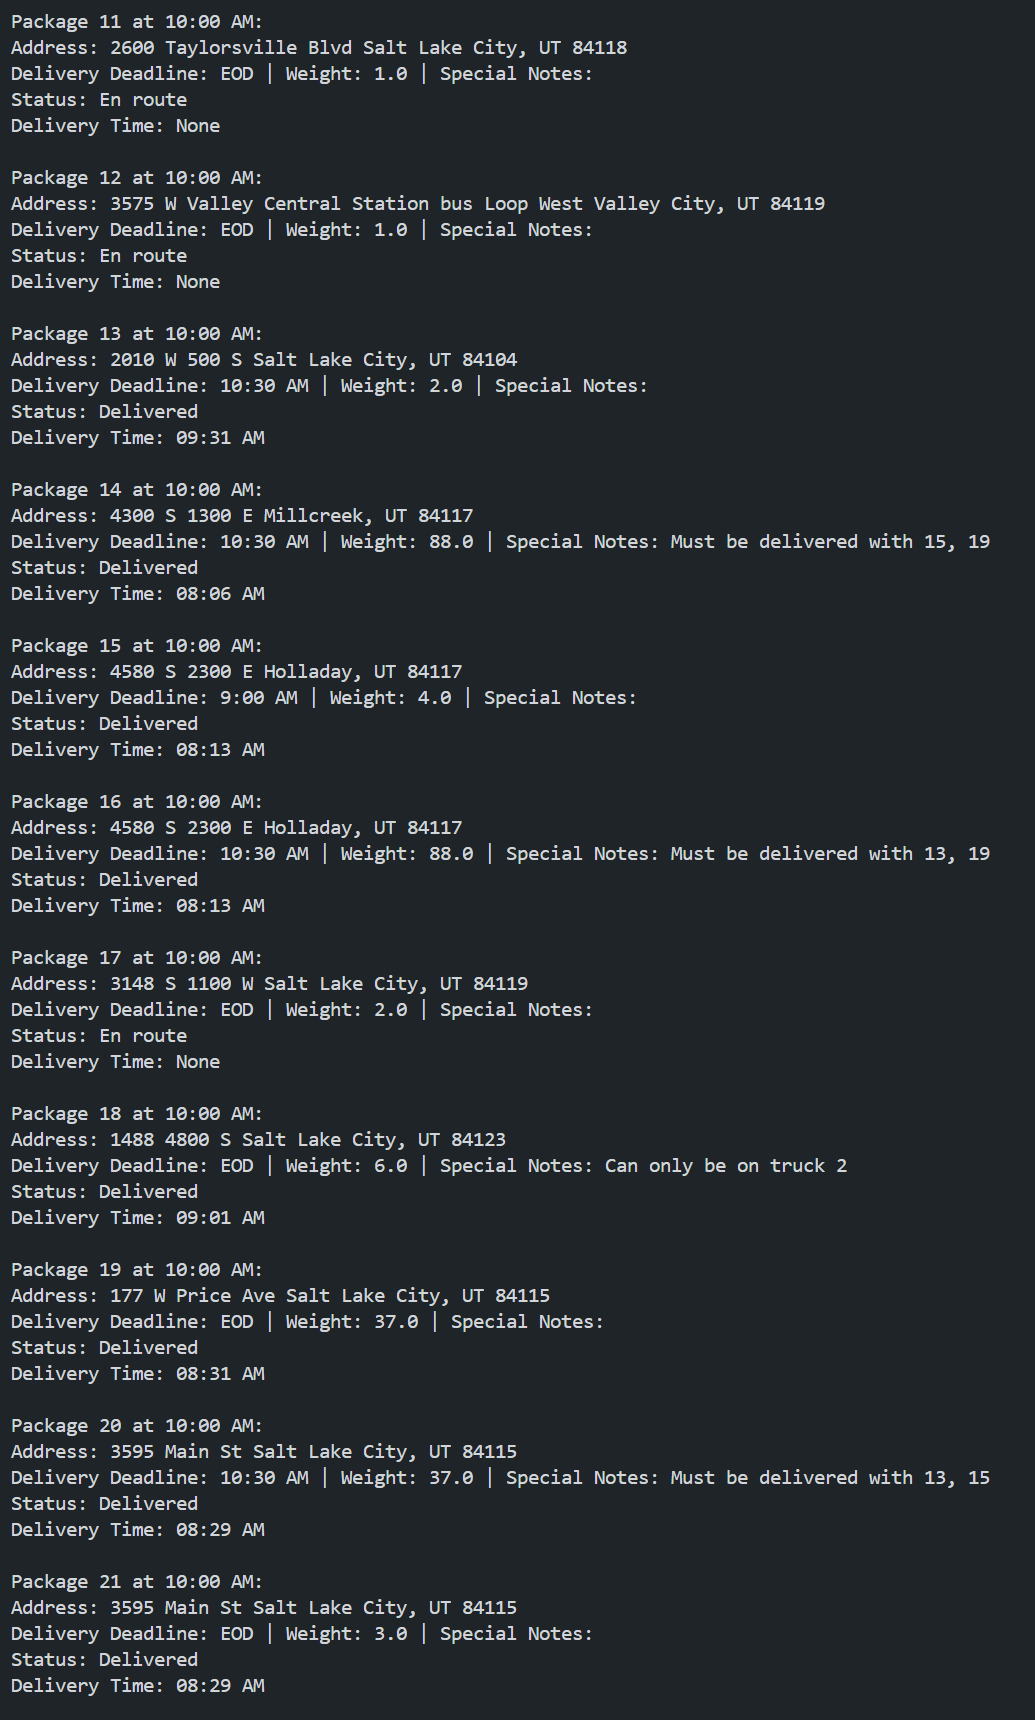 Package 11 at 10:00 AM:
Address: 2600 Taylorsville Blvd Salt Lake City, UT 84118
Delivery Deadline: EOD | Weight: 1.0 | Special Notes:
Status: En route
Delivery Time: None

Package 12 at 10:00 AM:
Address: 3575 W Valley Central Station bus Loop West Valley City, UT 84119
Delivery Deadline: EOD | Weight: 1.0 | Special Notes:
Status: En route
Delivery Time: None

Package 13 at 10:00 AM:
Address: 2010 W 500 S Salt Lake City, UT 84104
Delivery Deadline: 10:30 AM | Weight: 2.0 | Special Notes:
Status: Delivered
Delivery Time: 09:31 AM

Package 14 at 10:00 AM:
Address: 4300 S 1300 E Millcreek, UT 84117
Delivery Deadline: 10:30 AM | Weight: 88.0 | Special Notes: Must be delivered with 15, 19
Status: Delivered
Delivery Time: 08:06 AM

Package 15 at 10:00 AM:
Address: 4580 S 2300 E Holladay, UT 84117
Delivery Deadline: 9:00 AM | Weight: 4.0 | Special Notes:
Status: Delivered
Delivery Time: 08:13 AM

Package 16 at 10:00 AM:
Address: 4580 S 2300 E Holladay, UT 84117
Delivery Deadline: 10:30 AM | Weight: 88.0 | Special Notes: Must be delivered with 13, 19
Status: Delivered
Delivery Time: 08:13 AM

Package 17 at 10:00 AM:
Address: 3148 S 1100 W Salt Lake City, UT 84119
Delivery Deadline: EOD | Weight: 2.0 | Special Notes:
Status: En route
Delivery Time: None

Package 18 at 10:00 AM:
Address: 1488 4800 S Salt Lake City, UT 84123
Delivery Deadline: EOD | Weight: 6.0 | Special Notes: Can only be on truck 2
Status: Delivered
Delivery Time: 09:01 AM

Package 19 at 10:00 AM:
Address: 177 W Price Ave Salt Lake City, UT 84115
Delivery Deadline: EOD | Weight: 37.0 | Special Notes:
Status: Delivered
Delivery Time: 08:31 AM

Package 20 at 10:00 AM:
Address: 3595 Main St Salt Lake City, UT 84115
Delivery Deadline: 10:30 AM | Weight: 37.0 | Special Notes: Must be delivered with 13, 15
Status: Delivered
Delivery Time: 08:29 AM

Package 21 at 10:00 AM:
Address: 3595 Main St Salt Lake City, UT 84115
Delivery Deadline: EOD | Weight: 3.0 | Special Notes:
Status: Delivered
Delivery Time: 08:29 AM